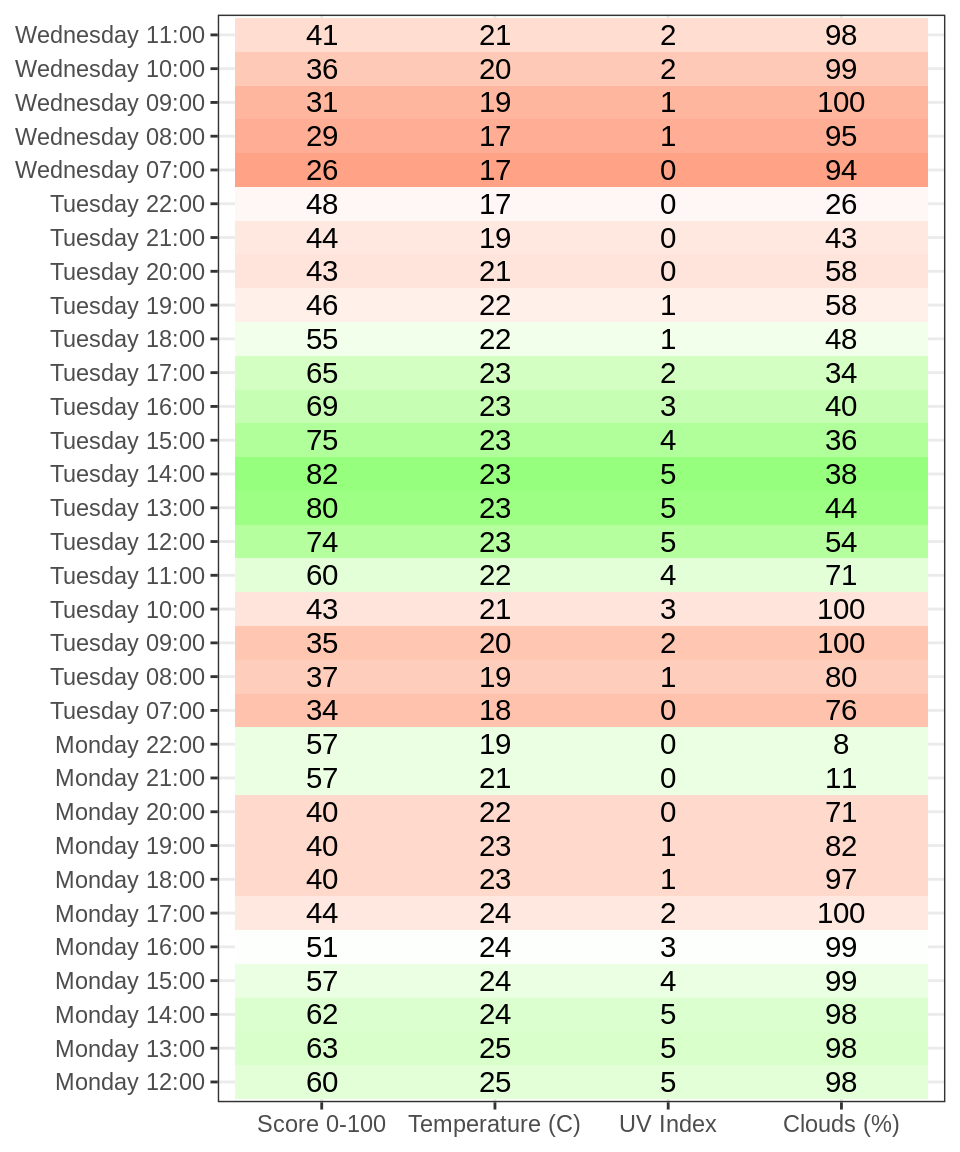 Wednesday 11:00 41 21 2 98
Wednesday 10:00 36 20 2 99
Wednesday 09:00 31 19 1 100
Wednesday 08:00 29 17 1 95
Wednesday 07:00 26 17 0 94
Tuesday 22:00 48 17 0 26
Tuesday 21:00 44 19 0 43
Tuesday 20:00 43 21 0 58
Tuesday 19:00 46 22 1 58
Tuesday 18:00 55 22 1 48
Tuesday 17:00 65 23 2 34
Tuesday 16:00 69 23 3 40
Tuesday 15:00 75 23 4 36
Tuesday 14:00 82 23 5 38
Tuesday 13:00 80 23 5 44
Tuesday 12:00 74 23 5 54
Tuesday 11:00 60 22 4 71
Tuesday 10:00 43 21 3 100
Tuesday 09:00 35 20 2 100
Tuesday 08:00 37 19 1 80
Tuesday 07:00 34 18 0 76
Monday 22:00 57 19 0 8
Monday 21:00 57 21 0 11
Monday 20:00 40 22 0 71
Monday 19:00 40 23 1 82
Monday 18:00 40 23 1 97
Monday 17:00 44 24 2 100
Monday 16:00 51 24 3 99
Monday 15:00 57 24 4 99
Monday 14:00 62 24 5 98
Monday 13:00 63 25 5 98
Monday 12:00 60 25 5 98
Score 0-100 Temperature (C) UV Index Clouds (%)